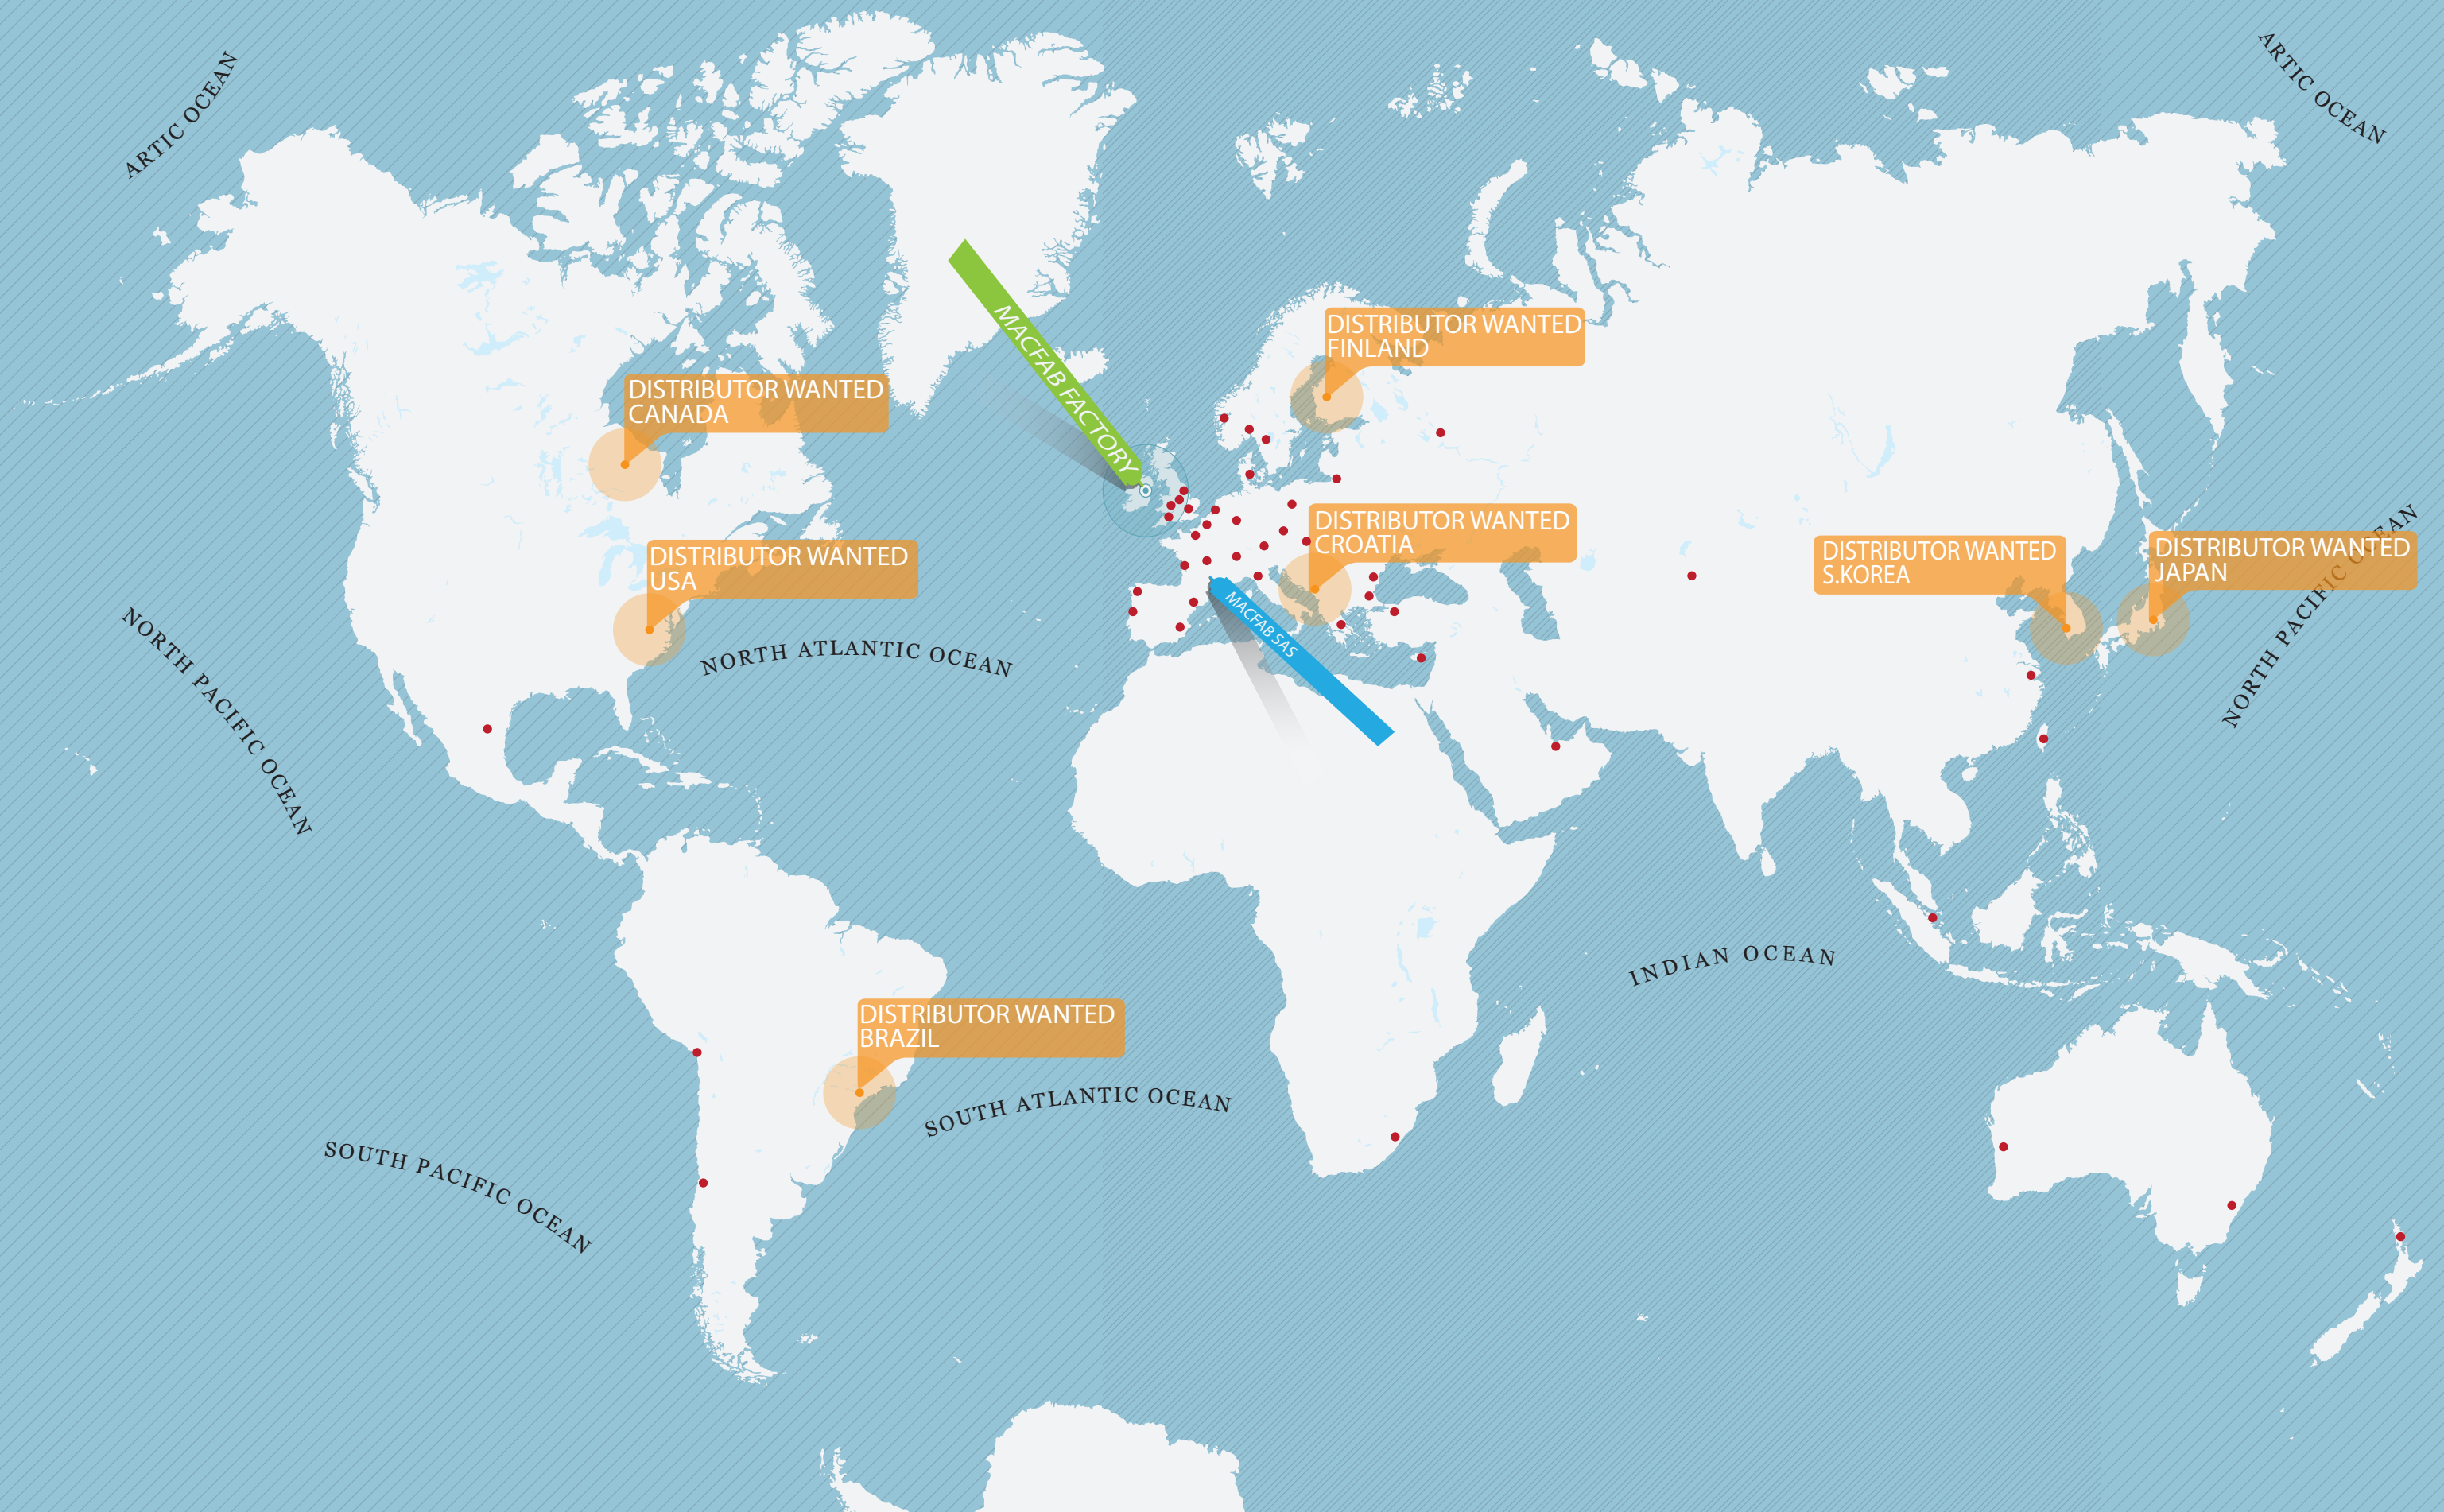 ARTIC OCEAN
ARTIC OCEAN
MACFAB FACTORY
DISTRIBUTOR WANTED
FINLAND
DISTRIBUTOR WANTED
CANADA
DISTRIBUTOR WANTED
CROATIA
DISTRIBUTOR WANTED
USA
DISTRIBUTOR WANTED
S.KOREA
DISTRIBUTOR WANTED
JAPAN
MACFAB SAS
NORTH PACIFIC OCEAN
NORTH ATLANTIC OCEAN
NORTH PACIFIC OCEAN
INDIAN OCEAN
DISTRIBUTOR WANTED
BRAZIL
SOUTH ATLANTIC OCEAN
SOUTH PACIFIC OCEAN